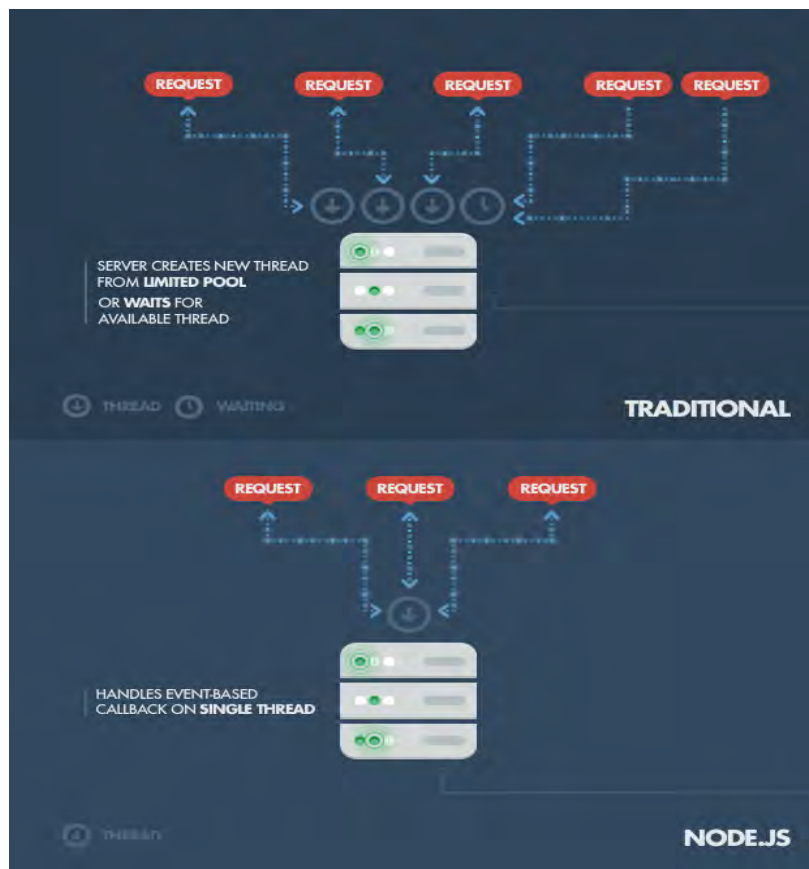 REQUEST REQUEST REQUEST REQUEST REQUEST
SERVER CREATES NEW THREAD
FROM LIMITED POOL
OR WAITS FOR
AVAILABLE THREAD
THREAD WAITING
TRADITIONAL
REQUEST REQUEST REQUEST
HANDLES EVENT-BASED
CALLBACK ON SINGLE THREAD
THREAD
NODE.JS